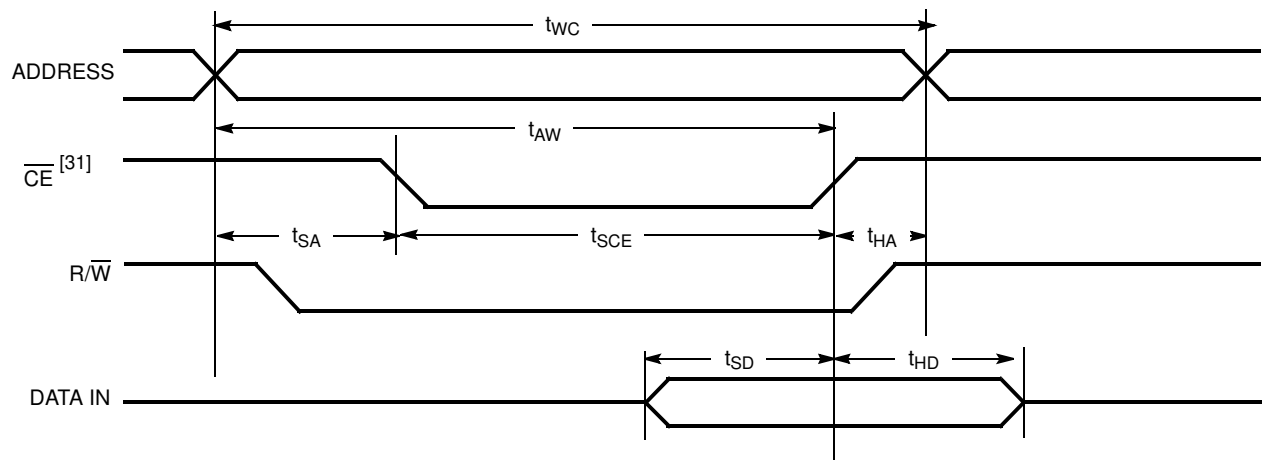 tWC
ADDRESS
tAW
CE [31]
tSA
tSCE
tHA
R/W
tSD
tHD
DATA IN